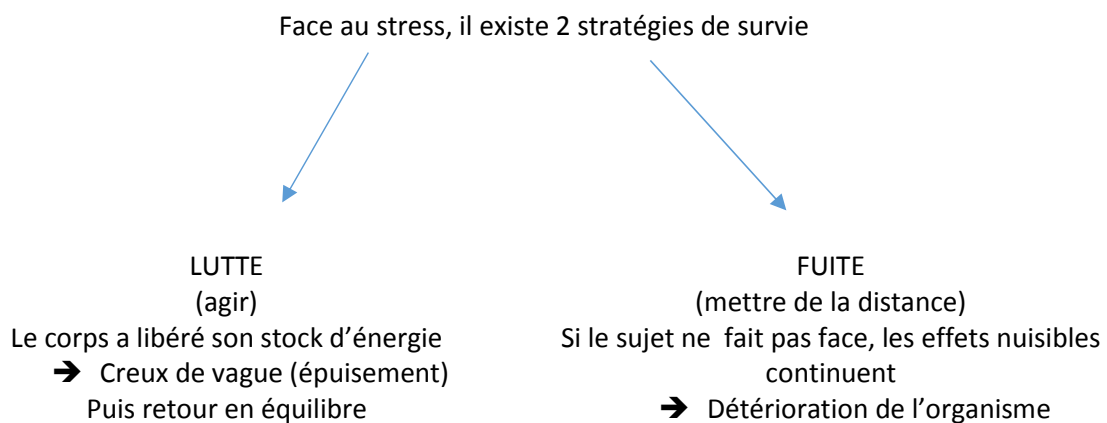 Face au stress, il existe 2 stratégies de survie
LUTTE
(agir)
Le corps a libéré son stock d’énergie
➔ Creux de vague (épuisement)
Puis retour en équilibre
FUITE
(mettre de la distance)
Si le sujet ne fait pas face, les effets nuisibles
continuent
➔ Détérioration de l’organisme